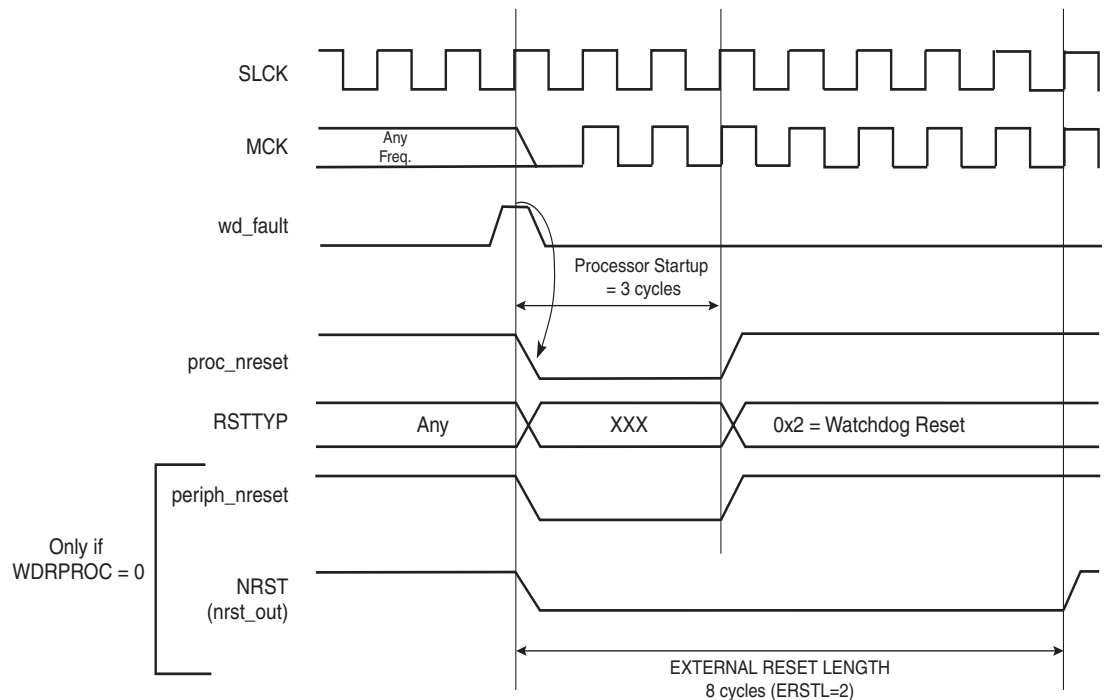 SLCK
MCK
Any
Freq.
wd_fault
Processor Startup
= 3 cycles
proc_nreset
RSTTYP
Any
XXX
0x2 = Watchdog Reset
periph_nreset
Only if
WDRPROC = 0
NRST
(nrst_out)
EXTERNAL RESET LENGTH
8 cycles (ERSTL=2)